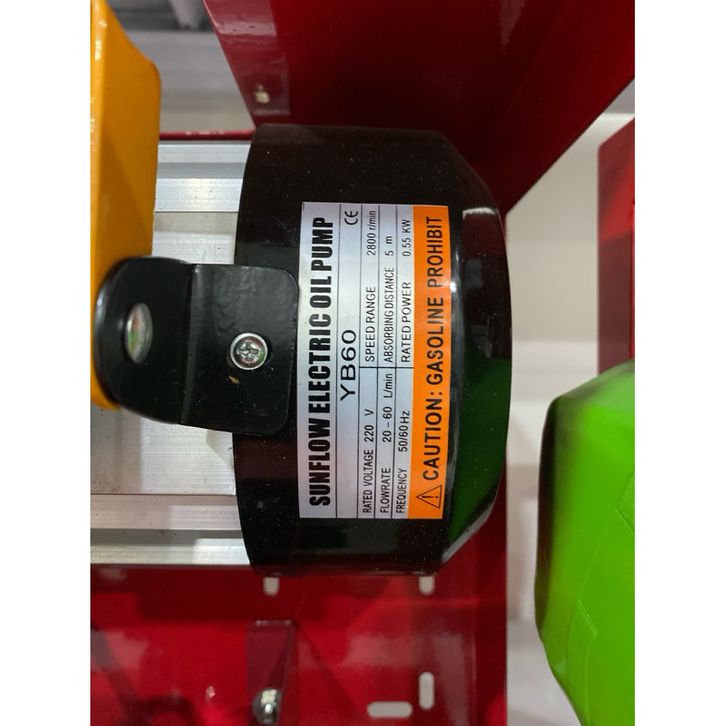 SUNFLOW ELECTRIC OIL PUMP
YB60 CE
RATED VOLTAGE 220 V SPEED RANGE 2800 r/min
FLOWRATE 20-60 L/min ABSORBING DISTANCE 5 m
FREQUENCY 50/60Hz RATED POWER 0.55 KW
CAUTION: GASOLINE PROHIBIT